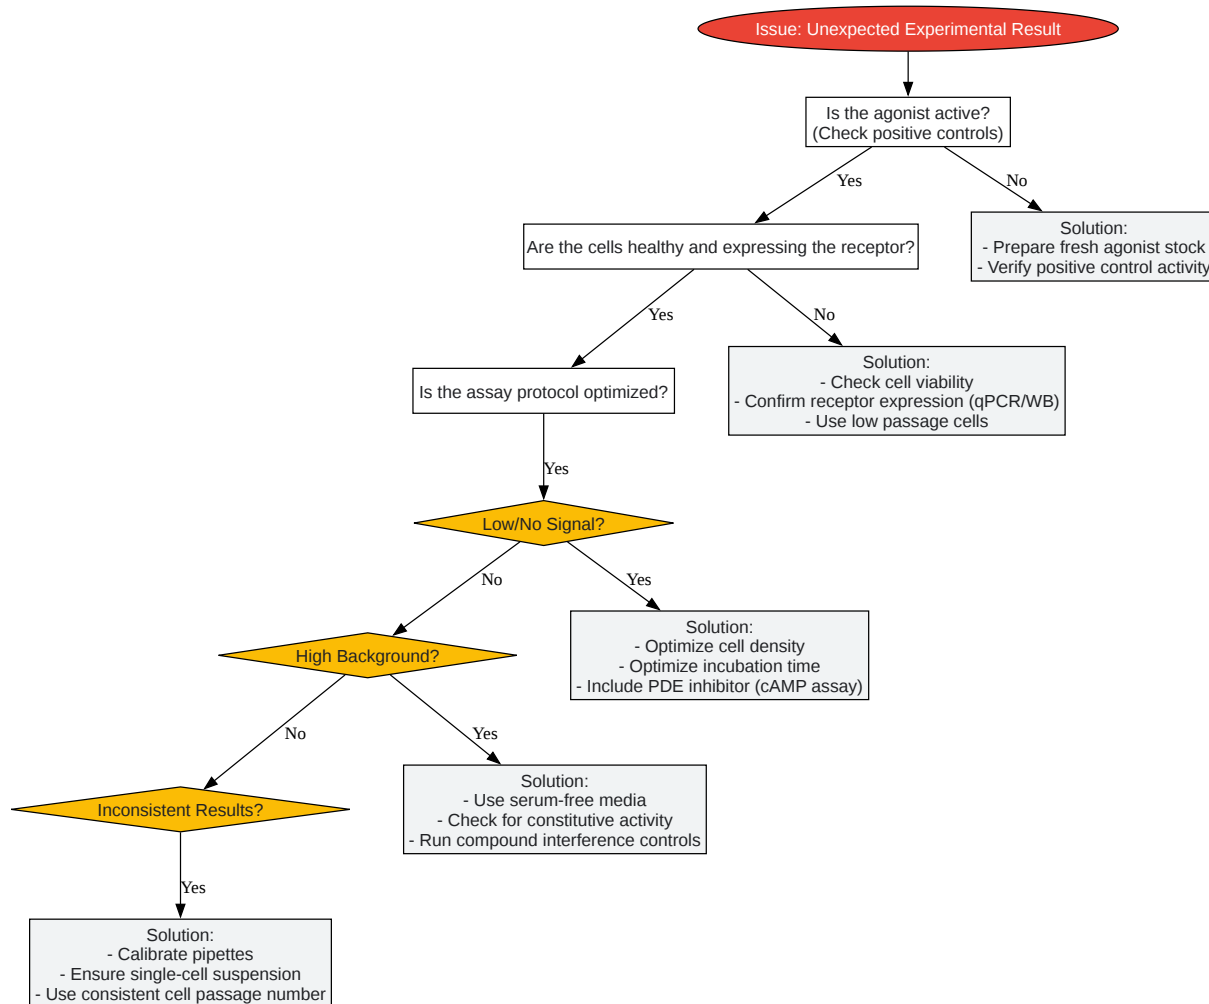 Issue: Unexpected Experimental Result
Is the agonist active?
(Check positive controls)
Yes
No
Solution:
- Prepare fresh agonist stock
- Verify positive control activity
Are the cells healthy and expressing the receptor?
Yes
No
Solution:
- Check cell viability
- Confirm receptor expression (qPCR/WB)
- Use low passage cells
Is the assay protocol optimized?
Yes
Low/No Signal?
No
Yes
Solution:
- Optimize cell density
- Optimize incubation time
- Include PDE inhibitor (cAMP assay)
High Background?
No
Yes
Solution:
- Use serum-free media
- Check for constitutive activity
- Run compound interference controls
Inconsistent Results?
Yes
Solution:
- Calibrate pipettes
- Ensure single-cell suspension
- Use consistent cell passage number